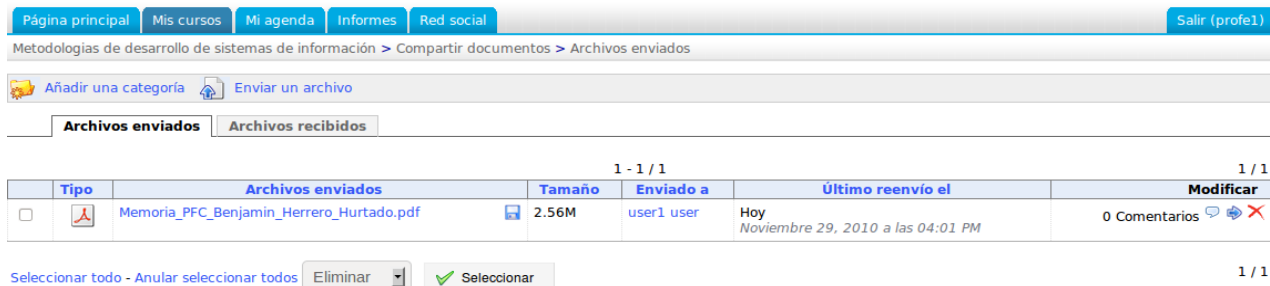 Página principal Mis cursos Mi agenda Informes Red social Salir (profe1)
Metodologias de desarrollo de sistemas de información > Compartir documentos > Archivos enviados
Añadir una categoría Enviar un archivo
Archivos enviados Archivos recibidos
1 - 1 / 1 1 / 1
Tipo Archivos enviados Tamaño Enviado a Último reenvío el Modificar
Memoria_PFC_Benjamin_Herrero_Hurtado.pdf 2.56M user1 user Hoy 0 Comentarios
Noviembre 29, 2010 a las 04:01 PM
Seleccionar todo - Anular seleccionar todos Eliminar Seleccionar 1 / 1